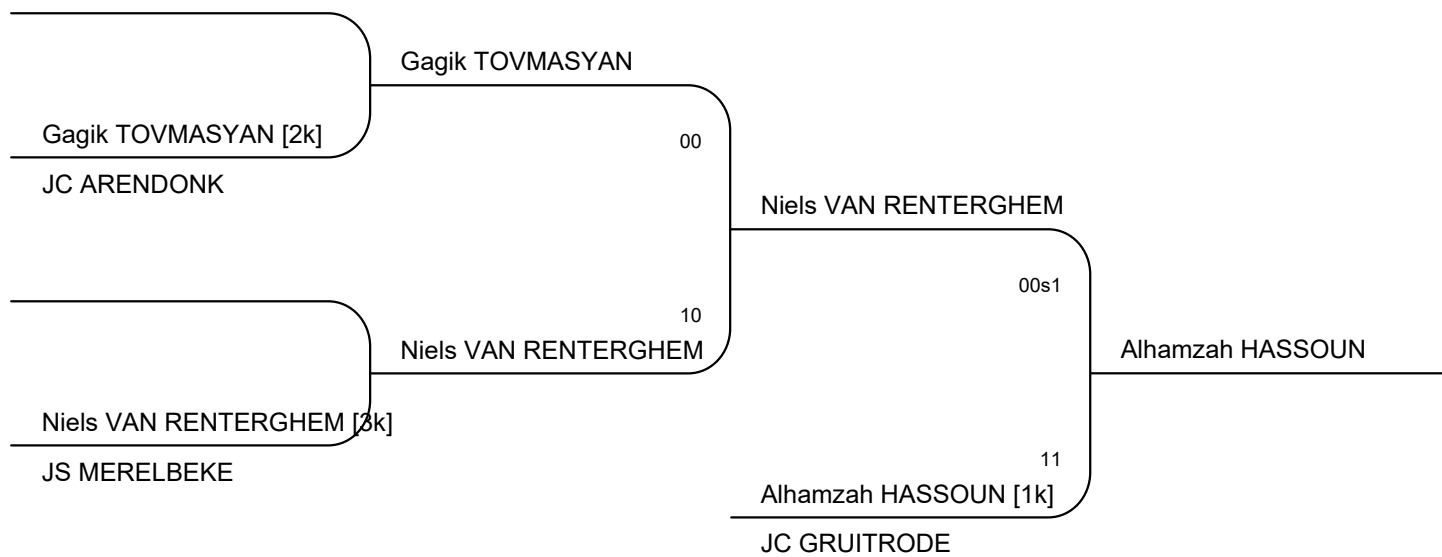 Gagik TOVMASYAN
Gagik TOVMASYAN [2k]
00
JC ARENDONK
Niels VAN RENTERGHEM
00s1
10
Niels VAN RENTERGHEM
Alhamzah HASSOUN
Niels VAN RENTERGHEM [3k]
JS MERELBEKE
11
Alhamzah HASSOUN [1k]
JC GRUITRODE